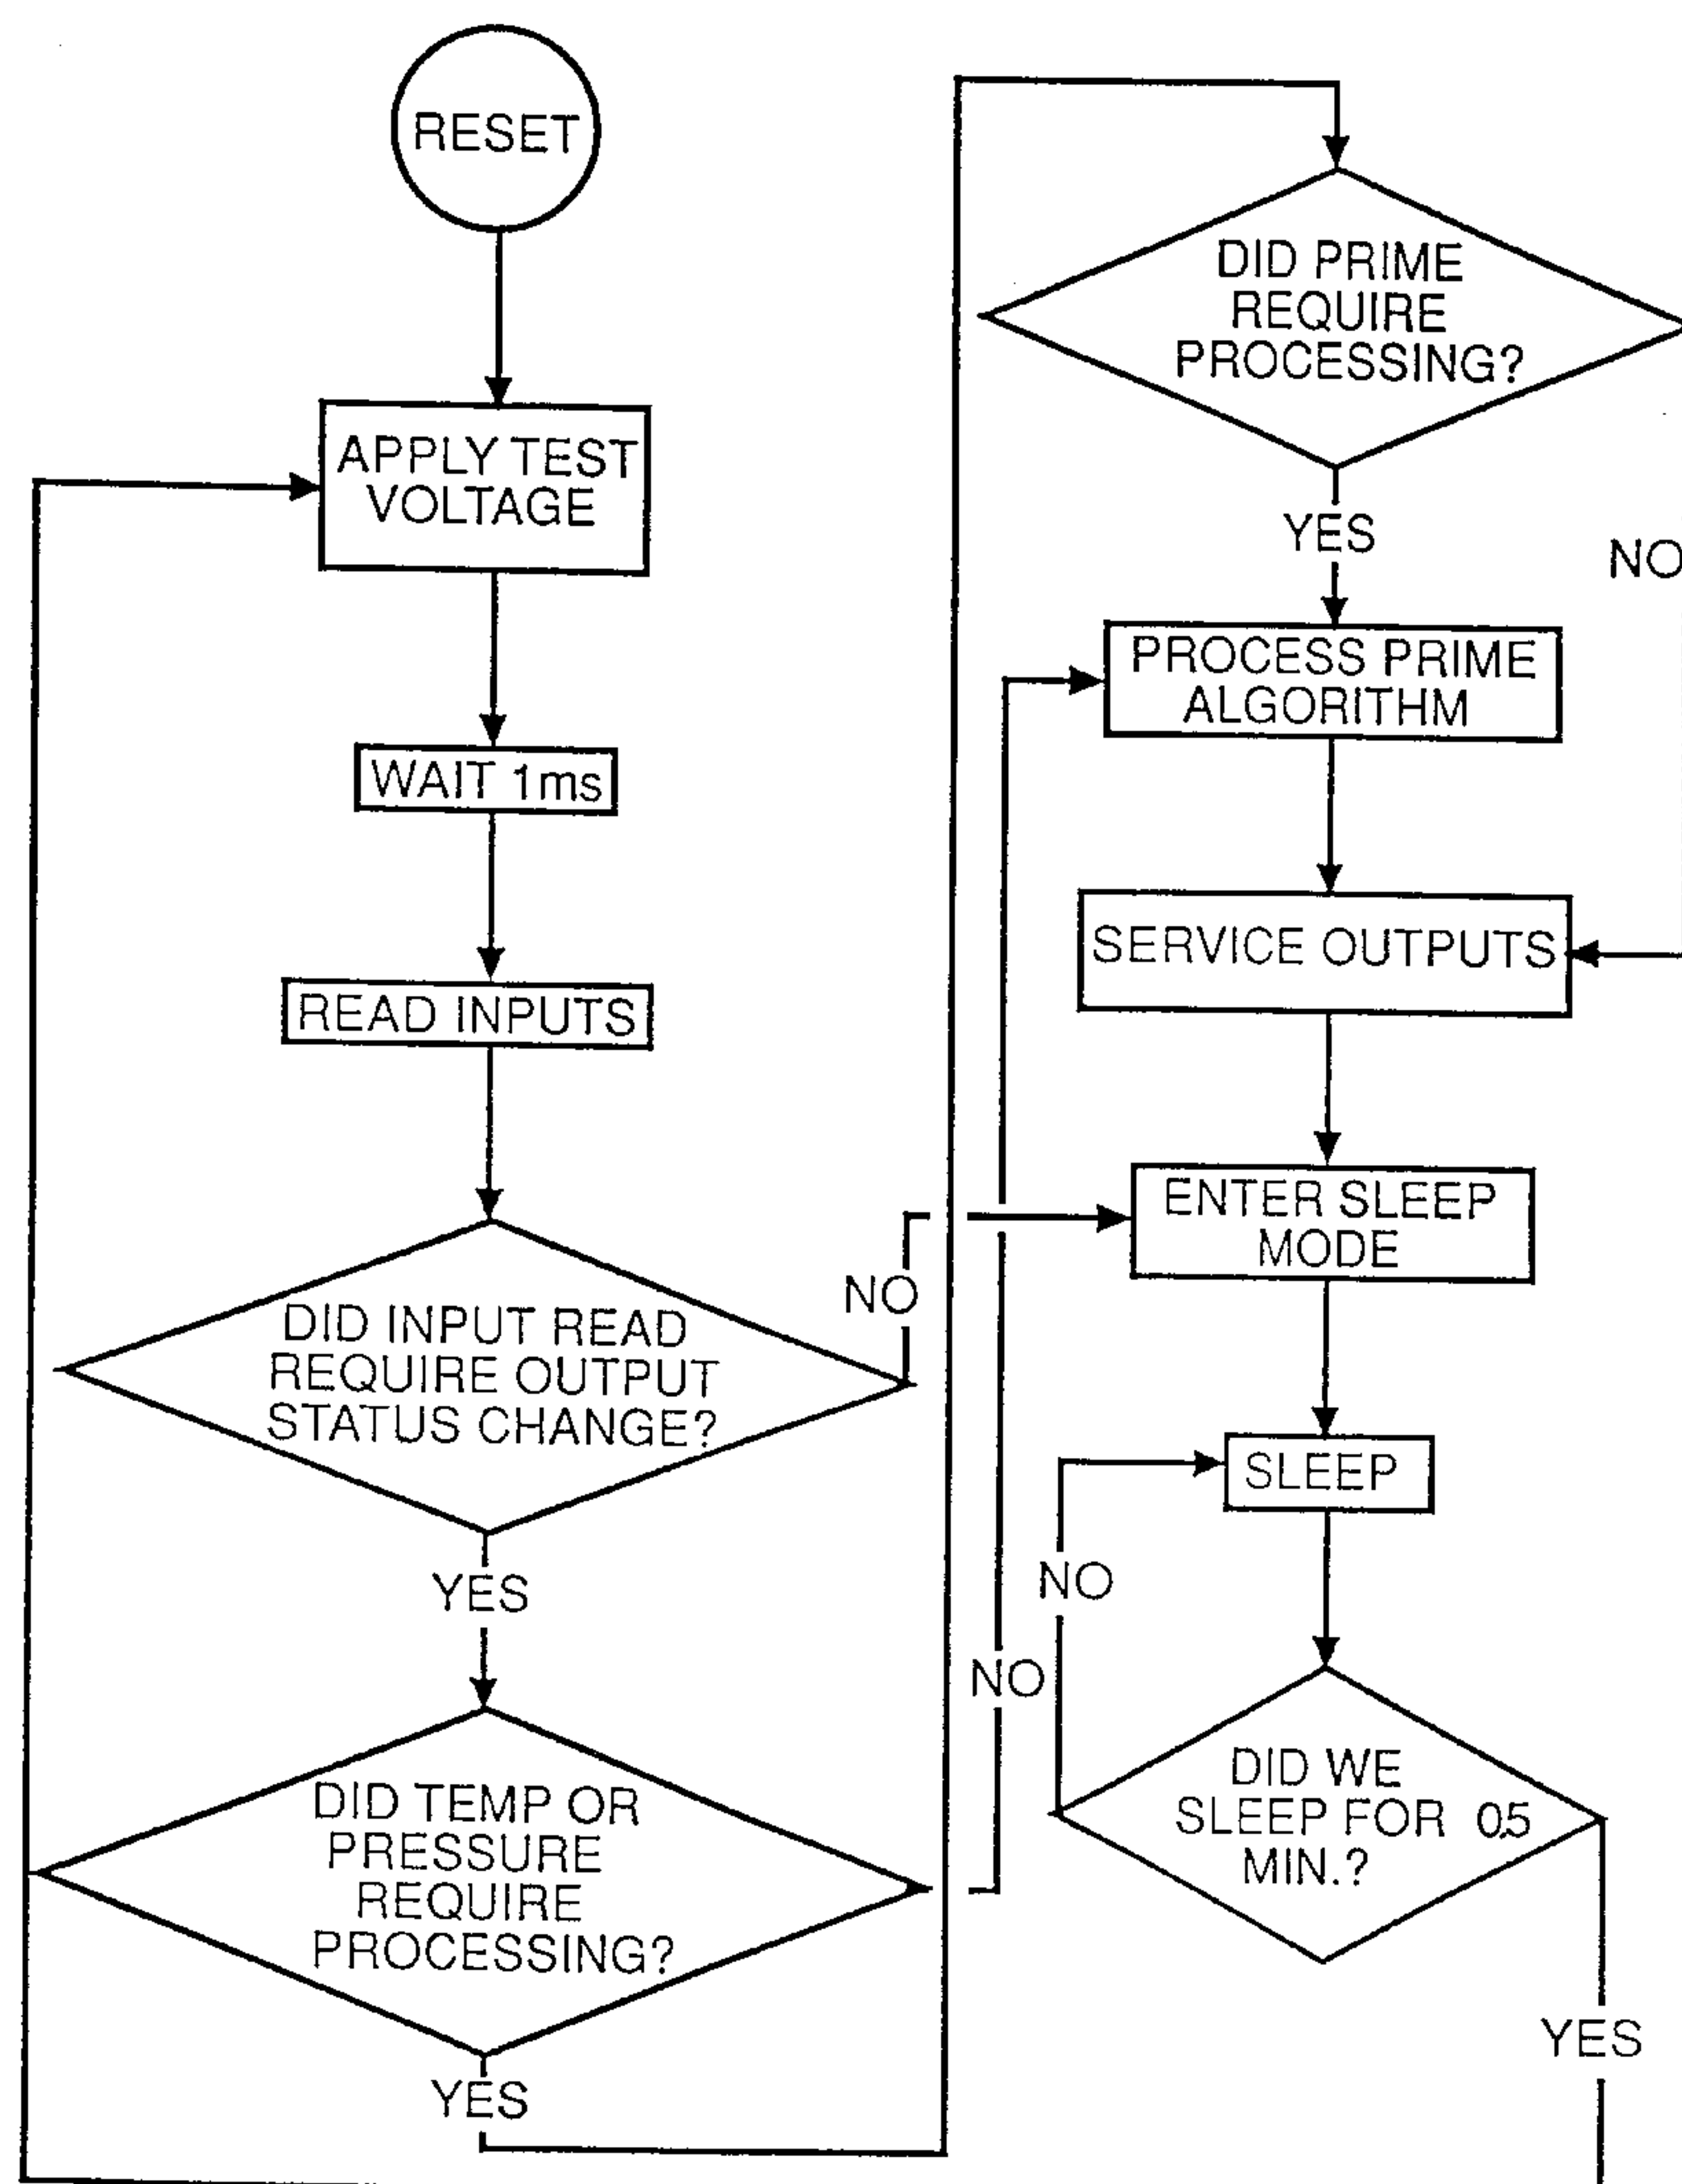 RESET
APPLY TEST
VOLTAGE
WAIT 1ms
READ INPUTS
DID INPUT READ
REQUIRE OUTPUT
STATUS CHANGE?
NO
YES
DID TEMP OR
PRESSURE
REQUIRE
PROCESSING?
NO
YES
DID PRIME
REQUIRE
PROCESSING?
YES
NO
PROCESS PRIME
ALGORITHM
SERVICE OUTPUTS
ENTER SLEEP
MODE
SLEEP
NO
DID WE
SLEEP FOR 0.5
MIN.?
YES